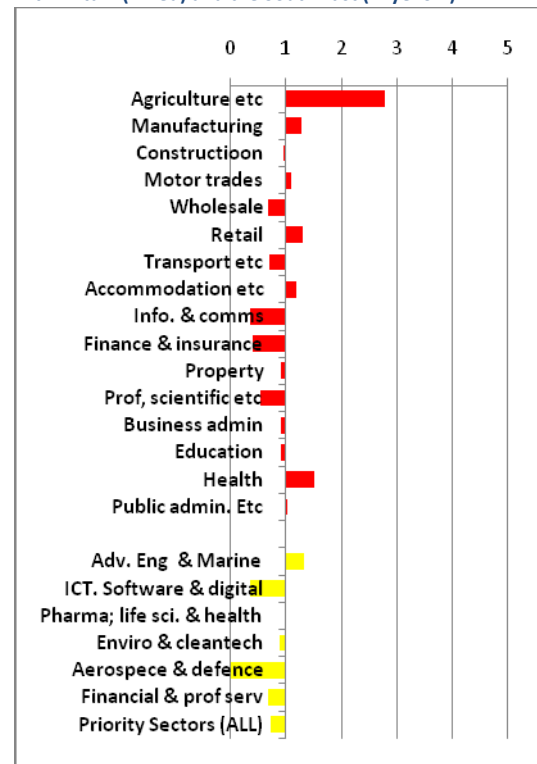 0 1 2 3 4 5
Agriculture etc
Manufacturing
Constructioon
Motor trades
Wholesale
Retail
Transport etc
Accommodation etc
Info. & comms
Finance & insurance
Property
Prof, scientific etc
Business admin
Education
Health
Public admin. Etc
Adv. Eng & Marine
ICT. Software & digital
Pharma; life sci. & health
Enviro & cleantech
Aerospece & defence
Financial & prof serv
Priority Sectors (ALL)